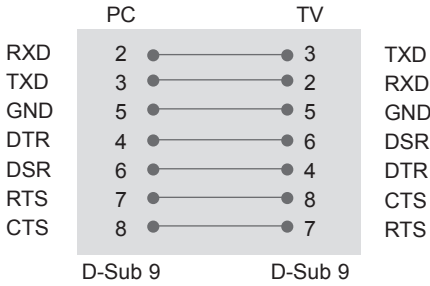 PC TV
RXD 2 3 TXD
TXD 3 2 RXD
GND 5 5 GND
DTR 4 6 DSR
DSR 6 4 DTR
RTS 7 8 CTS
CTS 8 7 RTS
D-Sub 9 D-Sub 9